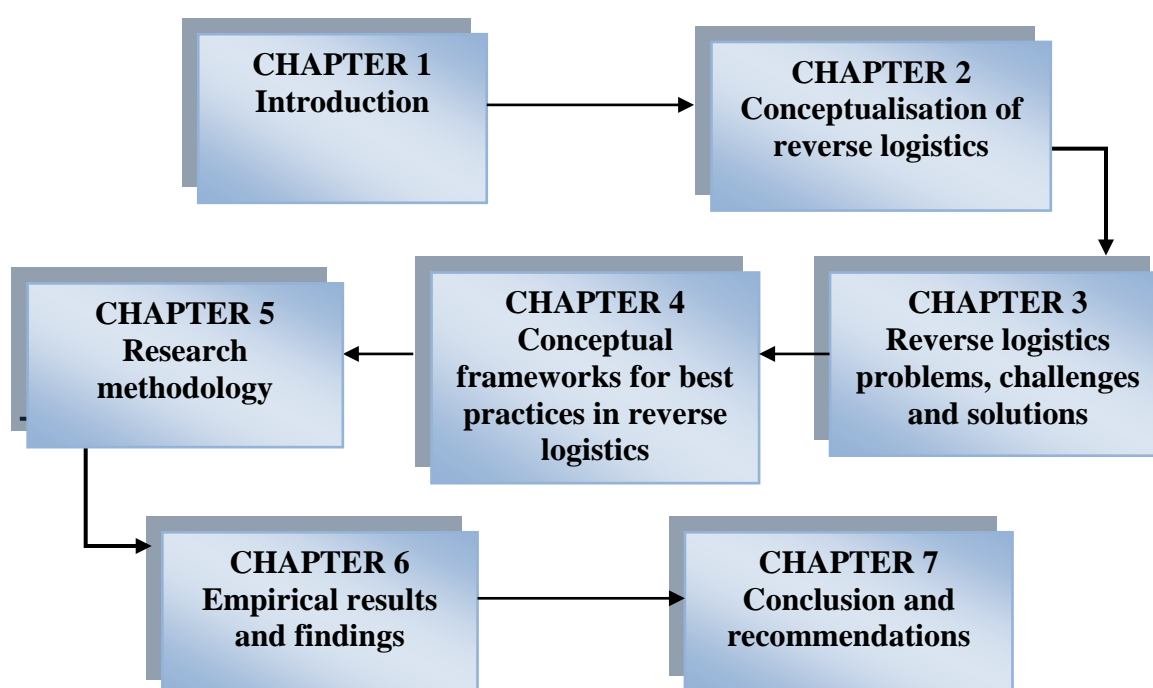 CHAPTER 1
Introduction
CHAPTER 2
Conceptualisation of
reverse logistics
CHAPTER 3
Reverse logistics
problems, challenges
and solutions
CHAPTER 4
Conceptual
frameworks for best
practices in reverse
logistics
CHAPTER 5
Research
methodology
CHAPTER 6
Empirical results
and findings
CHAPTER 7
Conclusion and
recommendations